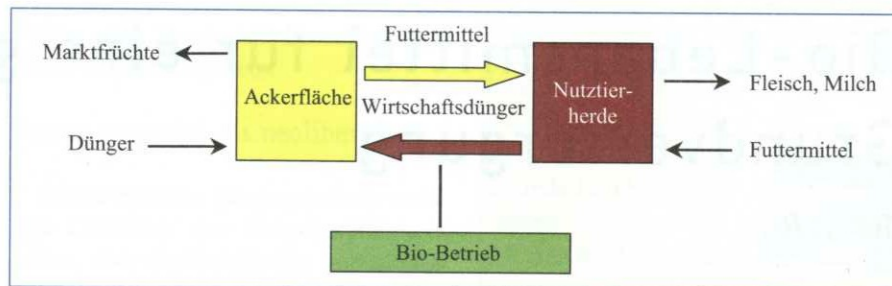 Futtermittel
Marktfrüchte
Ackerfläche
Nutztier-
herde
Fleisch, Milch
Wirtschaftsdünger
Dünger
Futtermittel
Bio-Betrieb